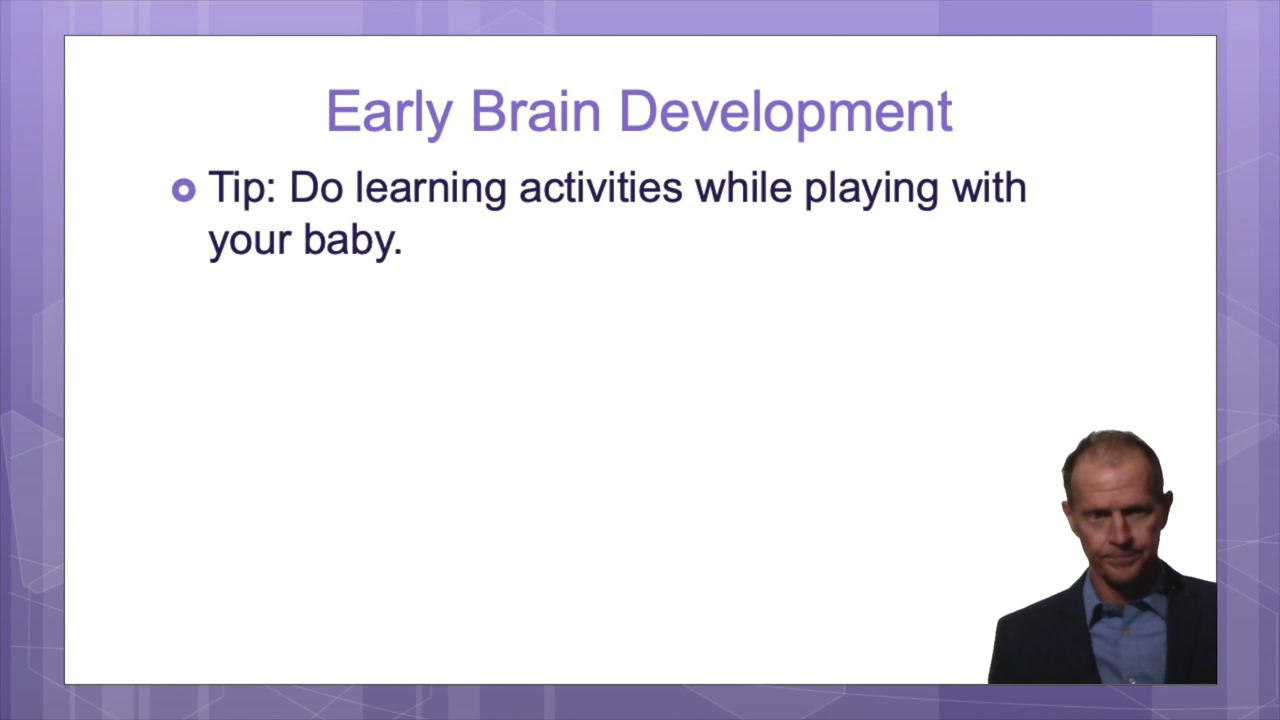 Early Brain Development
Tip: Do learning activities while playing with
your baby.